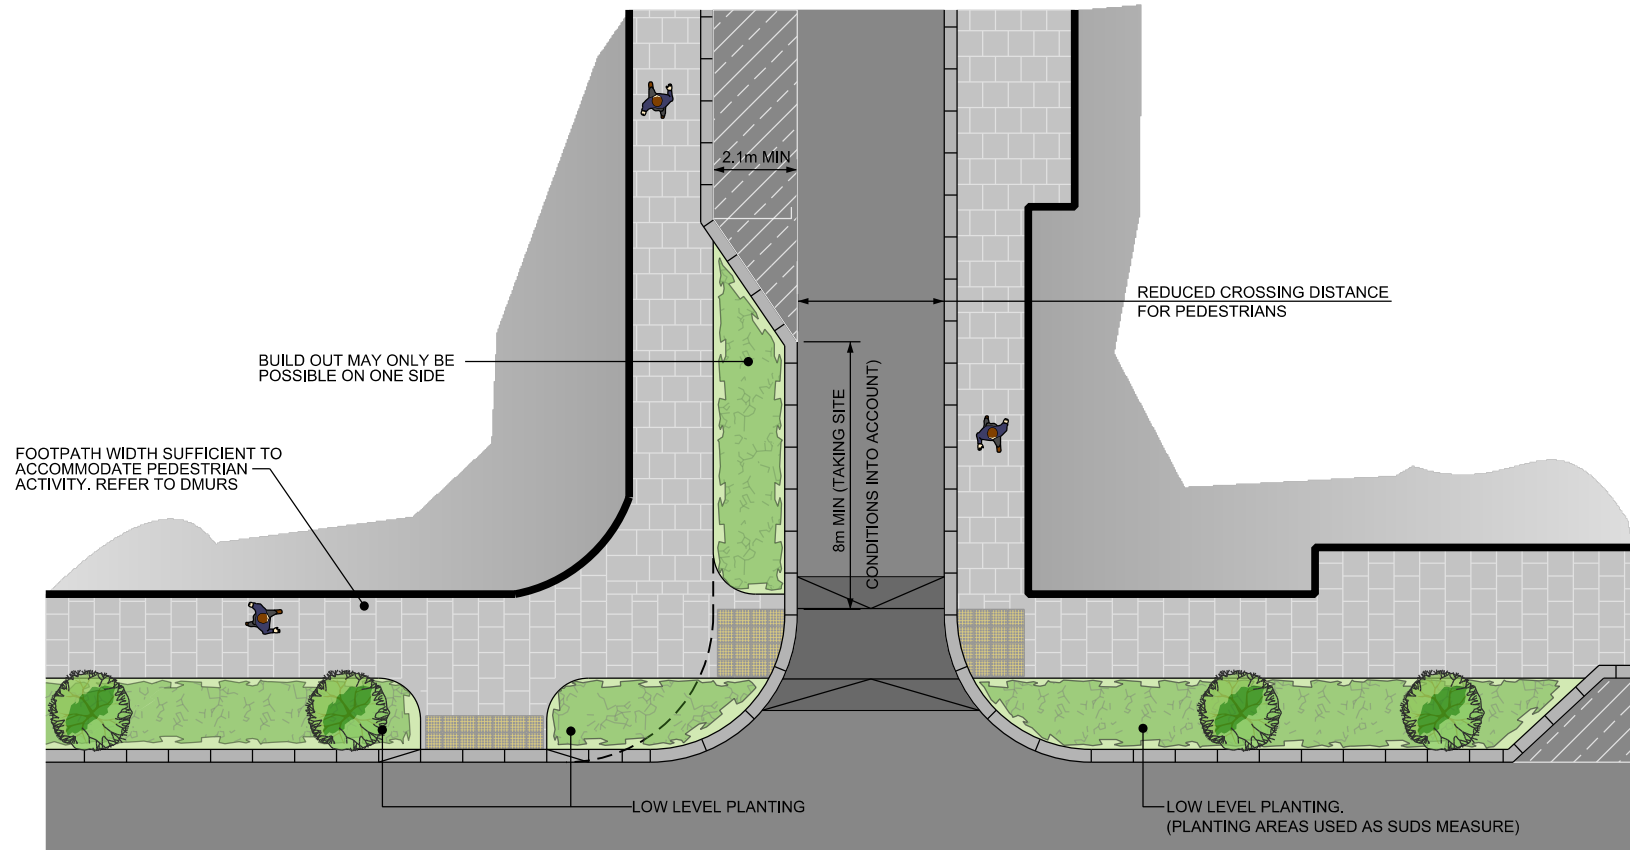 2.1m MIN
REDUCED CROSSING DISTANCE
FOR PEDESTRIANS
BUILD OUT MAY ONLY BE
POSSIBLE ON ONE SIDE
8m MIN (TAKING SITE
CONDITIONS INTO ACCOUNT)
FOOTPATH WIDTH SUFFICIENT TO
ACCOMMODATE PEDESTRIAN
ACTIVITY. REFER TO DMURS
LOW LEVEL PLANTING
LOW LEVEL PLANTING.
(PLANTING AREAS USED AS SUDS MEASURE)